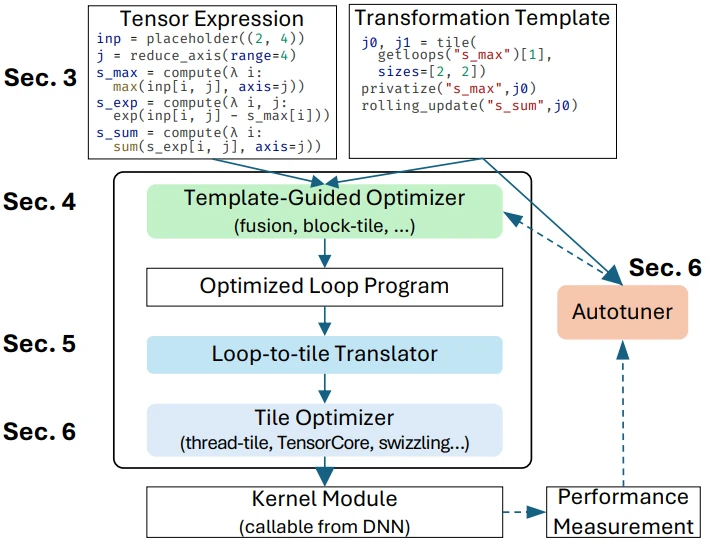 Tensor Expression
inp = placeholder((2, 4))
j = reduce_axis(range=4)
s_max = compute(λ i:
max(inp[i, j], axis=j))
s_exp = compute(λ i, j:
exp(inp[i, j] - s_max[i]))
s_sum = compute(λ i:
sum(s_exp[i, j], axis=j))
Transformation Template
j0, j1 = tile(
getloops("s_max")[1],
sizes=[2, 2])
privatize("s_max",j0)
rolling_update("s_sum",j0)
Sec. 3
Sec. 4
Template-Guided Optimizer
(fusion, block-tile, ...)
Optimized Loop Program
Sec. 5
Loop-to-tile Translator
Sec. 6
Tile Optimizer
(thread-tile, TensorCore, swizzling...)
Kernel Module
(callable from DNN)
Sec. 6
Autotuner
Performance
Measurement